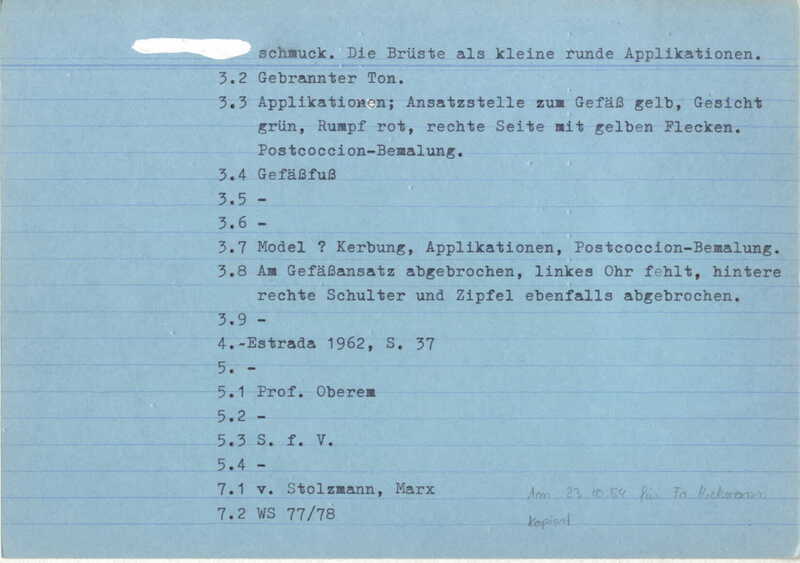 schmuck. Die Brüste als kleine runde Applikationen.
3.2 Gebrannter Ton.
3.3 Applikationen; Ansatzstelle zum Gefäß gelb, Gesicht
grün, Rumpf rot, rechte Seite mit gelben Flecken.
Postcoccion-Bemalung.
3.4 Gefäßfuß
3.5 -
3.6 -
3.7 Model ? Kerbung, Applikationen, Postcoccion-Bemalung.
3.8 Am Gefäßansatz abgebrochen, linkes Ohr fehlt, hintere
rechte Schulter und Zipfel ebenfalls abgebrochen.
3.9 -
4.-Estrada 1962, S. 37
5. -
5.1 Prof. Oberem
5.2 -
5.3 S. f. V.
5.4 -
7.1 v. Stolzmann, Marx
7.2 WS 77/78
Am 23.10. für
kopiert